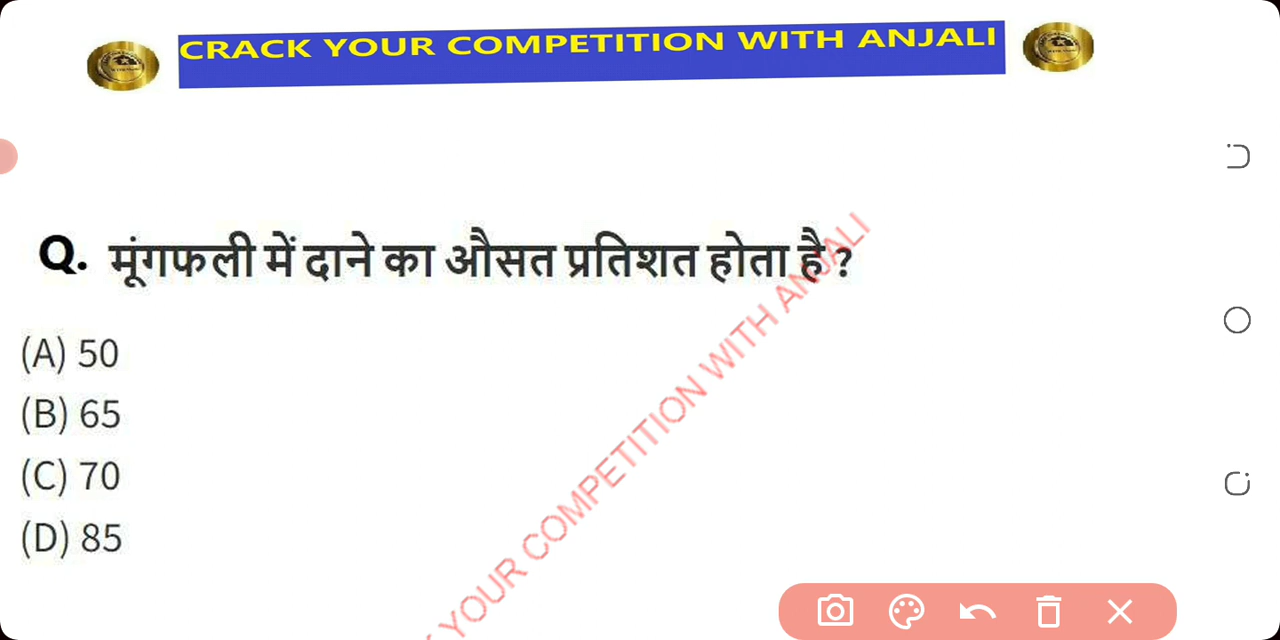 CRACK YOUR COMPETITION WITH ANJALI
Q. मूंगफली में दाने का औसत प्रतिशत होता है ?
(A) 50
(B) 65
(C) 70
(D) 85
YOUR COMPETITION WITH ANJALI